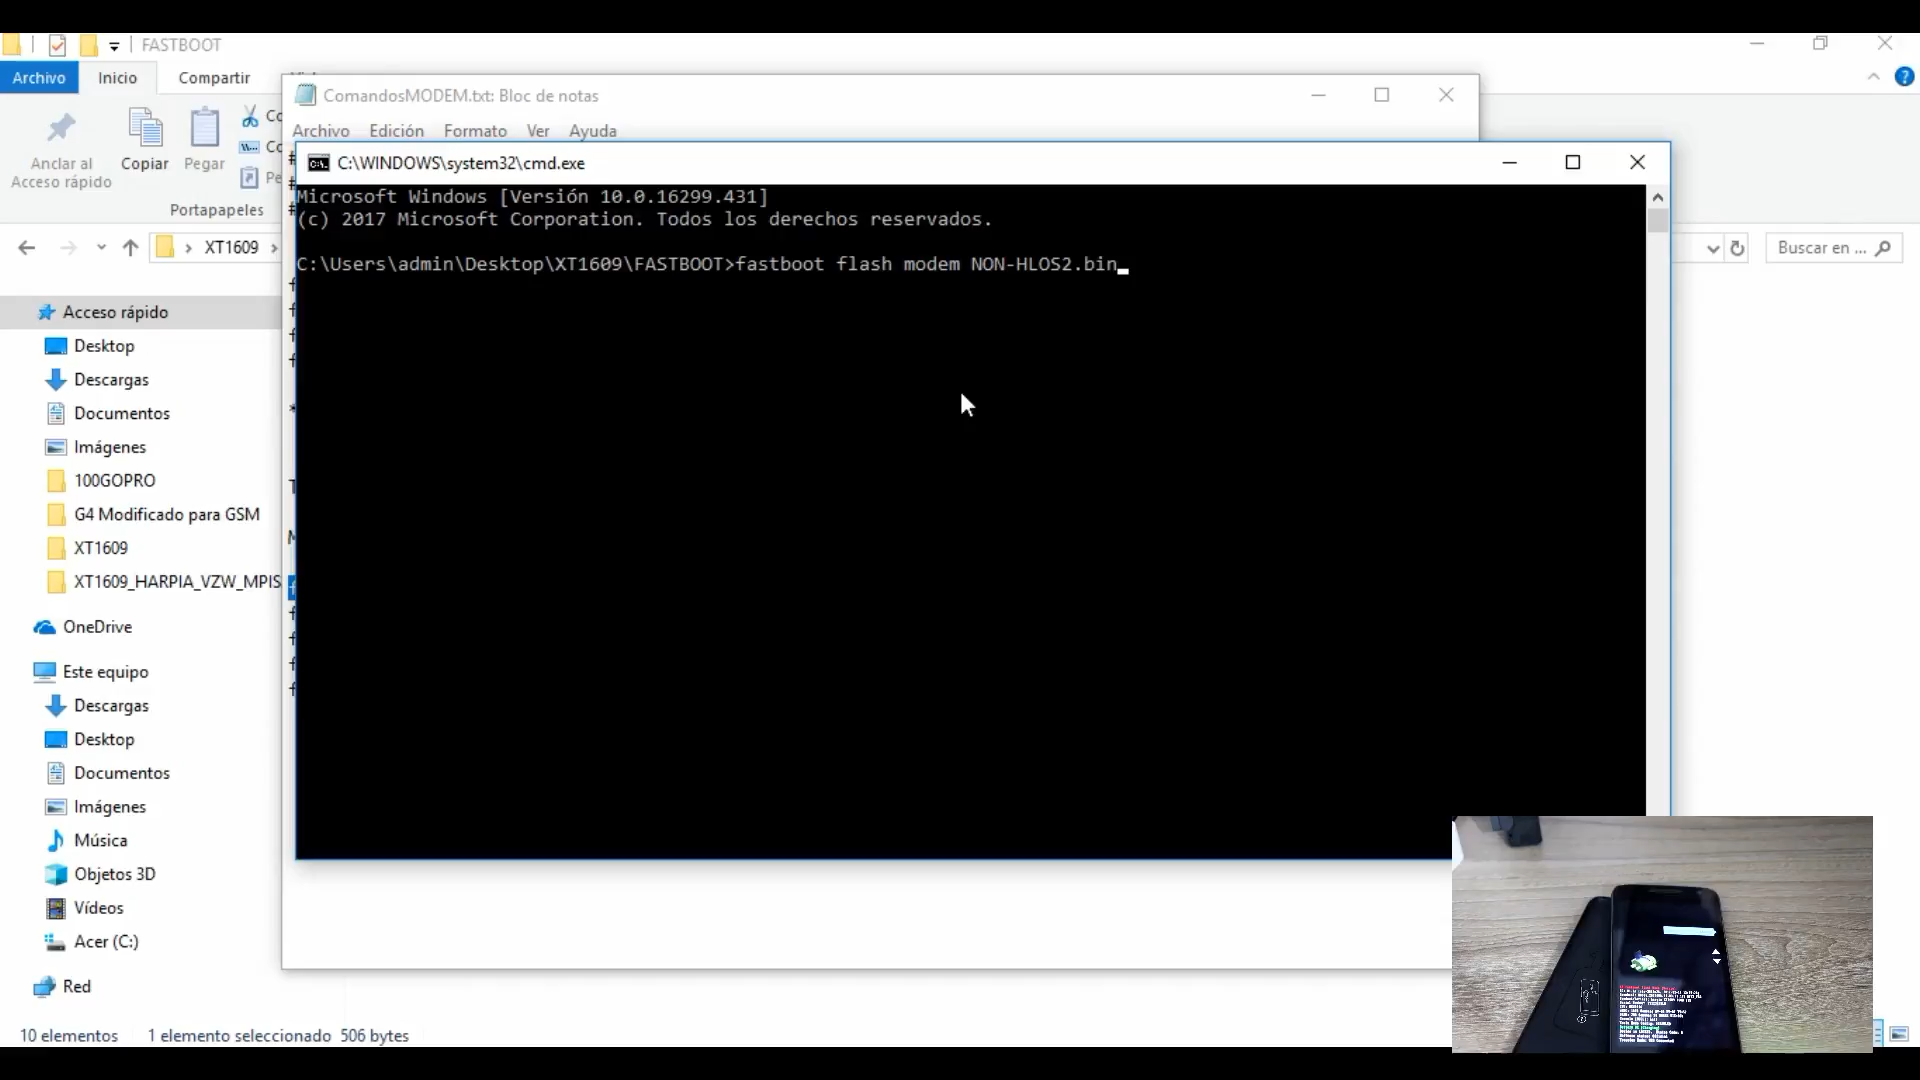 FASTBOOT
Archivo Inicio Compartir
Anclar al
Acceso rápido
Copiar
Pegar
Portapapeles
XT1609
Buscar en ...
ComandosMODEM.txt: Bloc de notas
Archivo Edición Formato Ver Ayuda
C:\WINDOWS\system32\cmd.exe
Microsoft Windows [Versión 10.0.16299.431]
(c) 2017 Microsoft Corporation. Todos los derechos reservados.
C:\Users\admin\Desktop\XT1609\FASTBOOT>fastboot flash modem NON-HLOS2.bin
Acceso rápido
Desktop
Descargas
Documentos
Imágenes
100GOPRO
G4 Modificado para GSM
XT1609
XT1609_HARPIA_VZW_MPIS
OneDrive
Este equipo
Descargas
Desktop
Documentos
Imágenes
Música
Objetos 3D
Vídeos
Acer (C:)
Red
10 elementos 1 elemento seleccionado 506 bytes